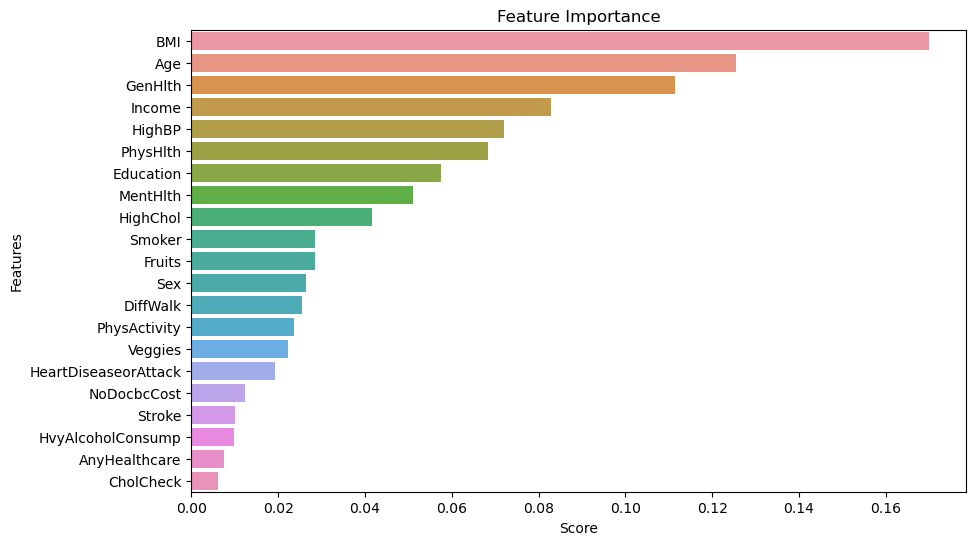 Feature Importance
BMI
Age
GenHlth
Income
HighBP
PhysHlth
Education
MentHlth
HighChol
Smoker
Fruits
Sex
DiffWalk
PhysActivity
Veggies
HeartDiseaseorAttack
NoDocbcCost
Stroke
HvyAlcoholConsump
AnyHealthcare
CholCheck
Features
0.00 0.02 0.04 0.06 0.08 0.10 0.12 0.14 0.16
Score